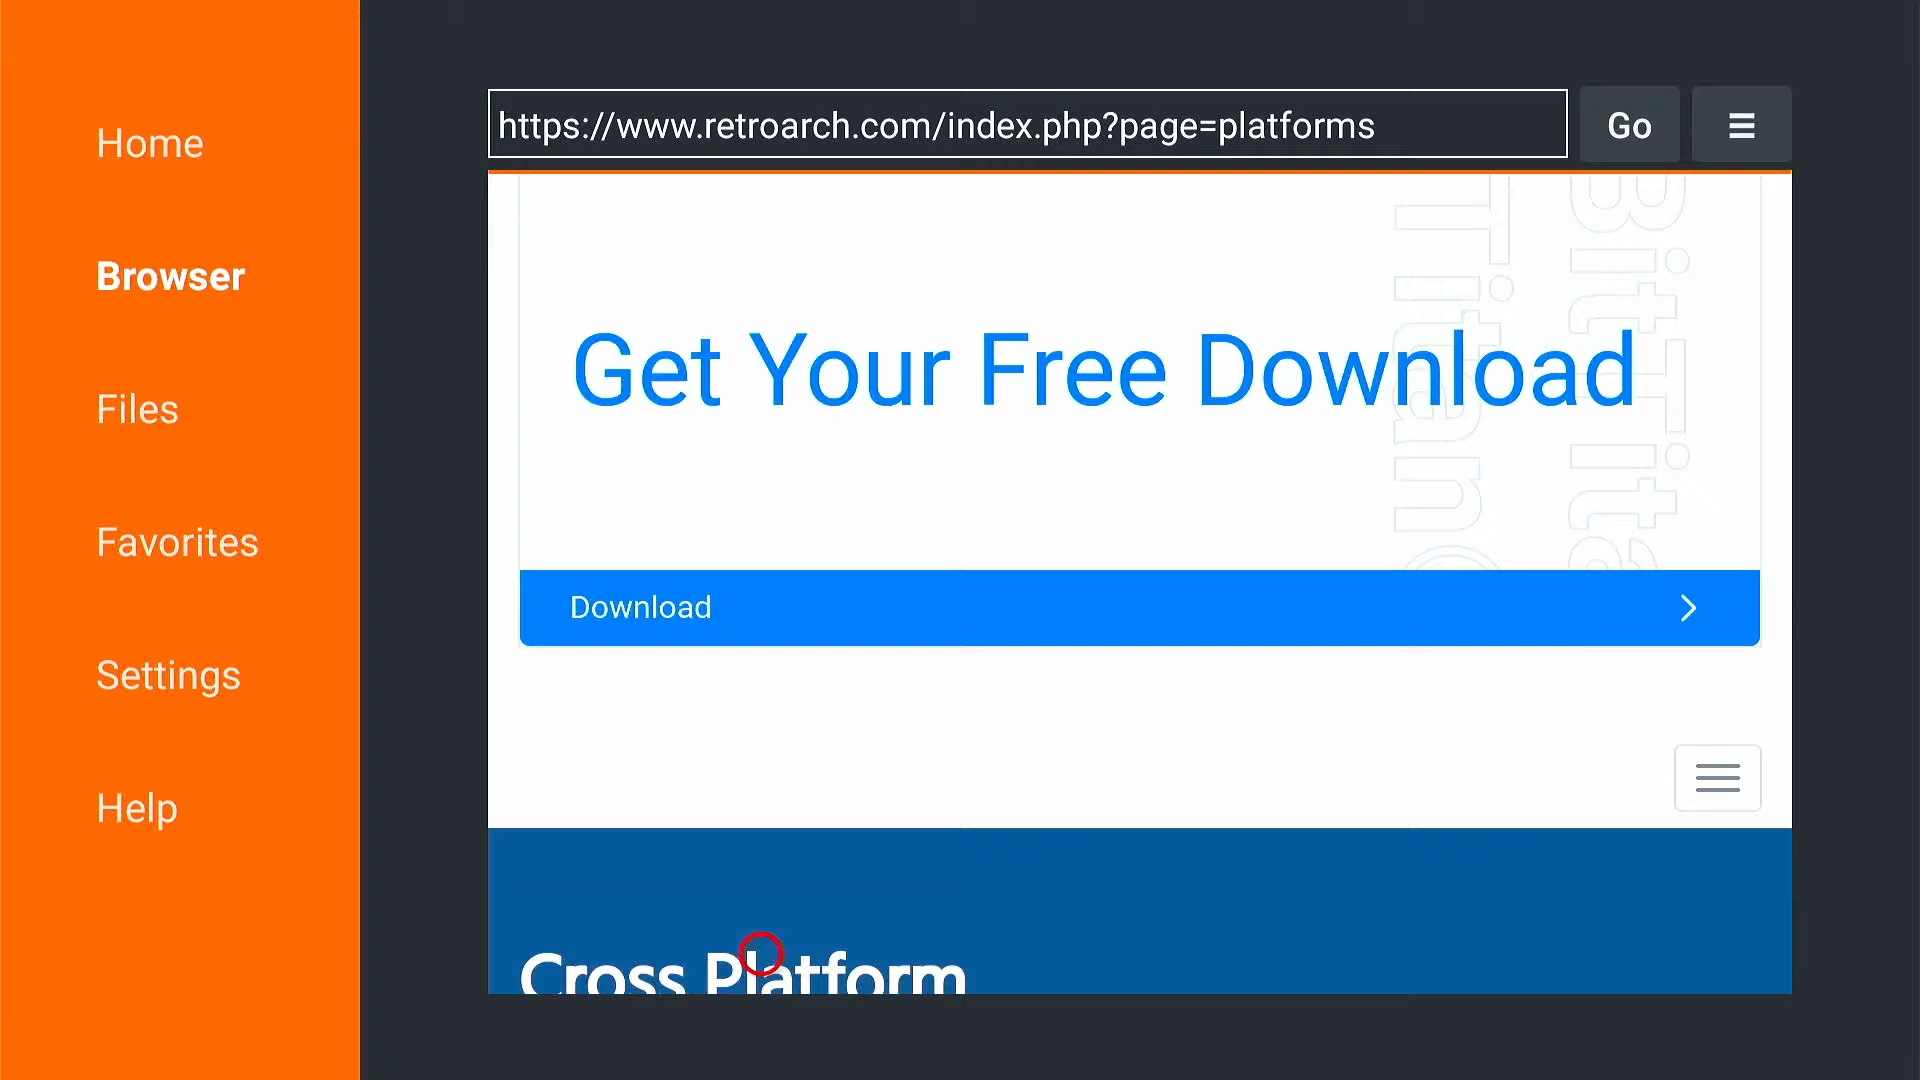 Home
Browser
Files
Favorites
Settings
Help
https://www.retroarch.com/index.php?page=platforms
Go
Get Your Free Download
Download
Cross Platform